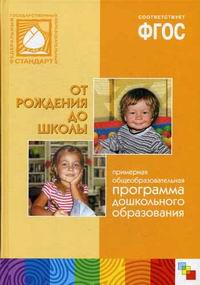 ФЕДЕРАЛЬНЫЙ
ГОСУДАРСТВЕННЫЙ
ОБРАЗОВАТЕЛЬНЫЙ
СТАНДАРТ
СООТВЕТСТВУЕТ
ФГОС
ОТ
РОЖДЕНИЯ
ДО
ШКОЛЫ
примерная
общеобразовательная
программа
дошкольного
образования